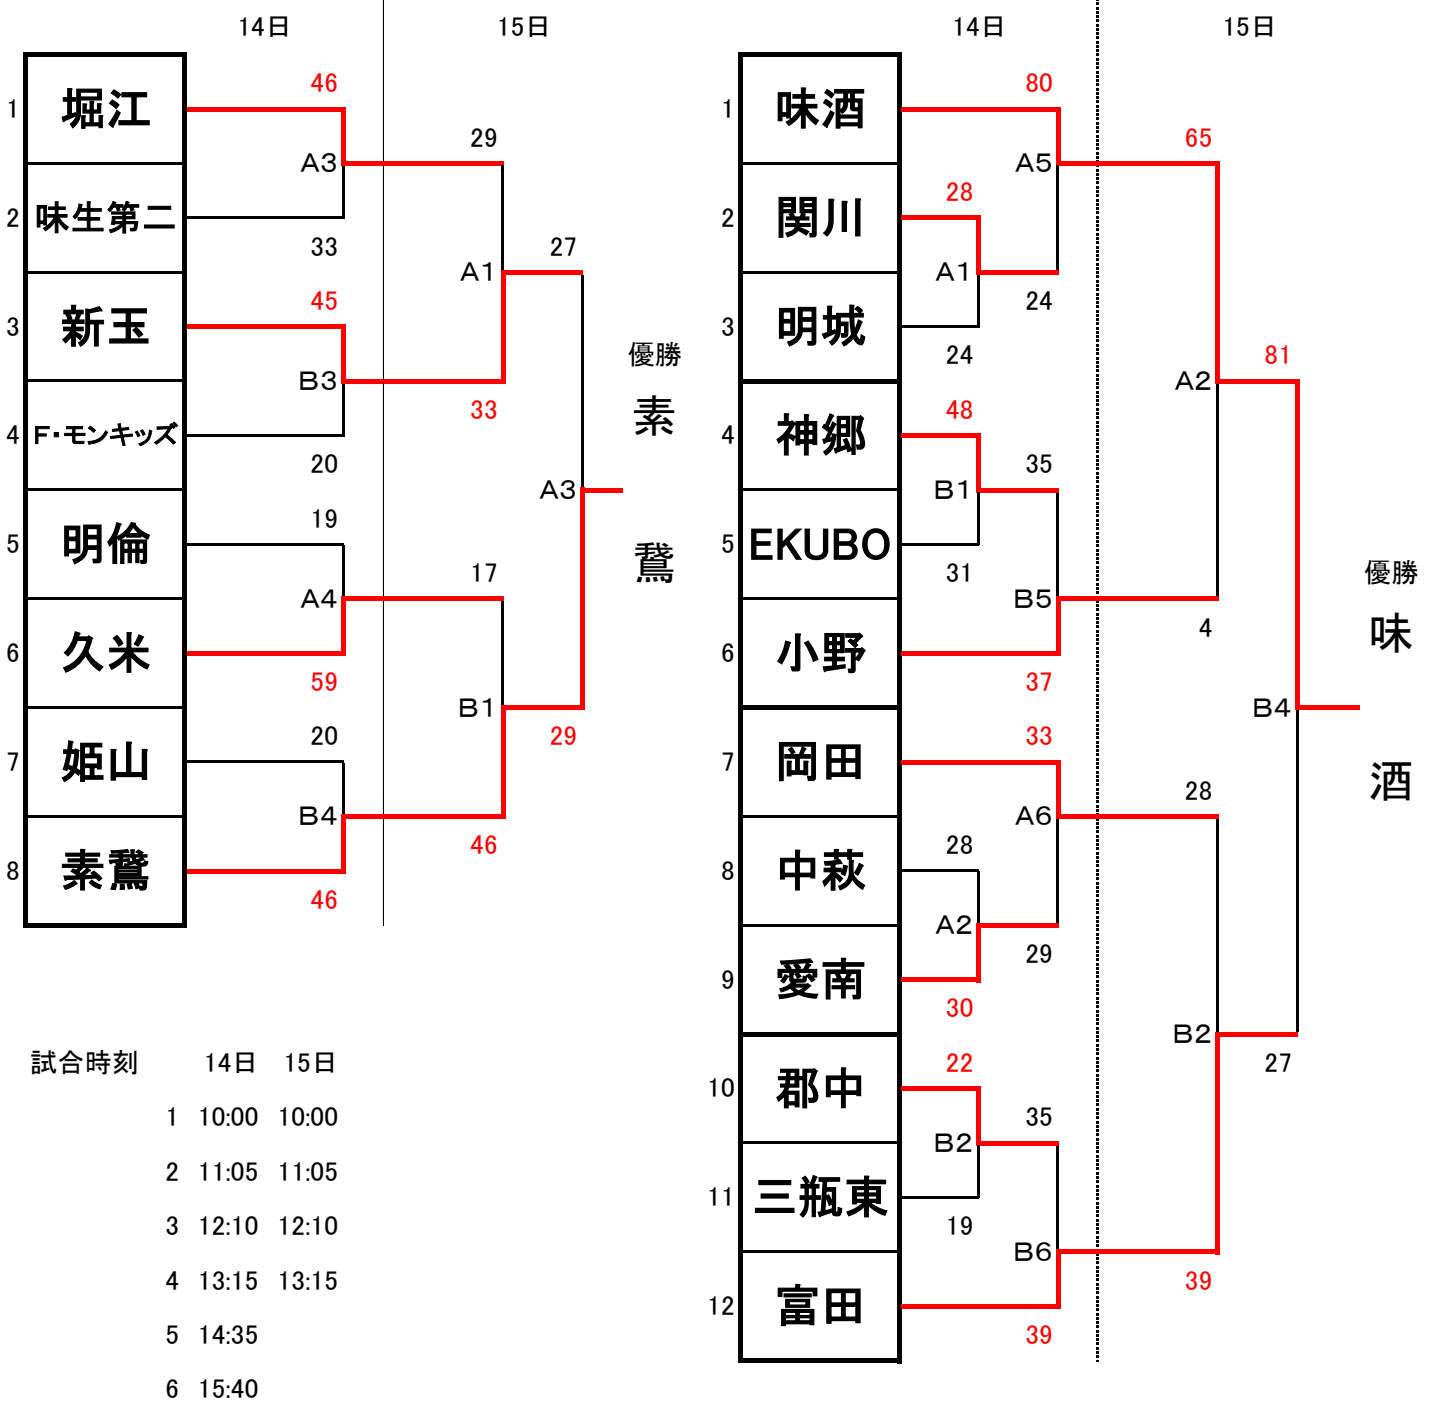 14日 15日
46
1 堀江
A3 29
2 味生第二
33 27
A1
45
3 新玉
B3 33
4 F・モンキッズ
20
A3
19
5 明倫
A4 17
6 久米
59
B1 29
20
7 姫山
B4 46
8 素鵞
46
優勝
素
鵞
試合時刻 14日 15日
1 10:00 10:00
2 11:05 11:05
3 12:10 12:10
4 13:15 13:15
5 14:35
6 15:40
14日 15日
80
1 味酒
A5 65
28
2 関川
A1 24
3 明城
24
A2 81
48
4 神郷
B1 35
5 EKUBO
31
B5 4
6 小野
37
B4
33
7 岡田
A6 28
28
8 中萩
A2 29
9 愛南
30
B2 27
22
10 郡中
B2 35
11 三瓶東
19
B6 39
12 富田
39
優勝
味
酒